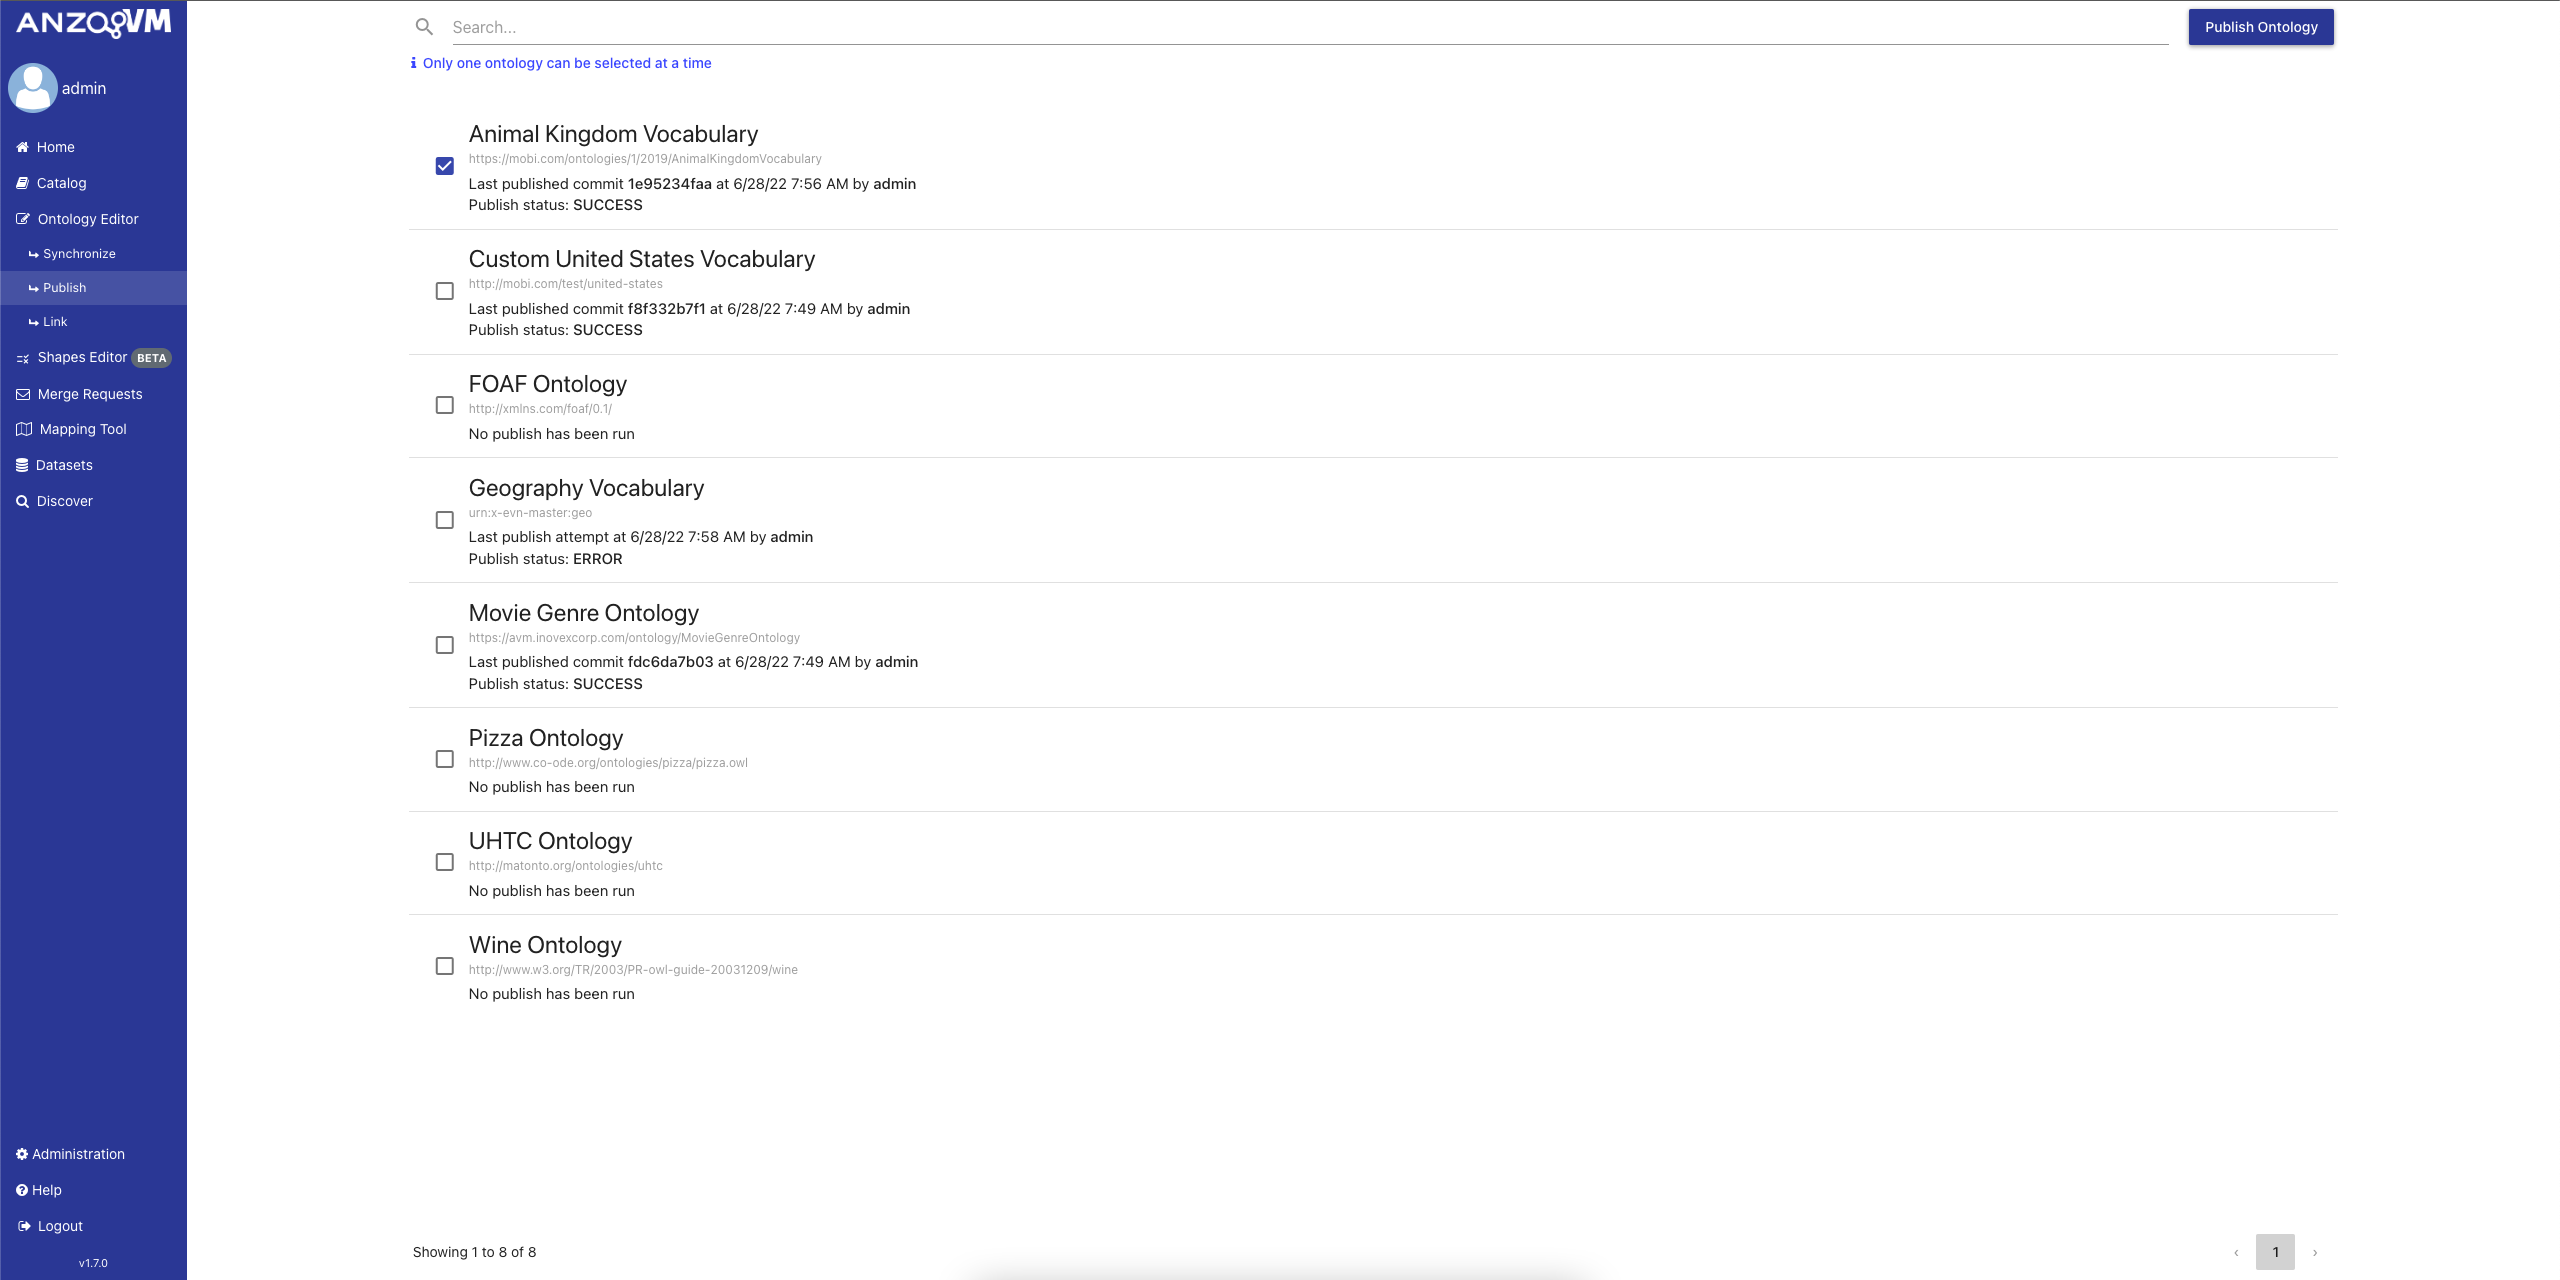 ANZO VM
admin
Home
Catalog
Ontology Editor
Synchronize
Publish
Link
Shapes Editor BETA
Merge Requests
Mapping Tool
Datasets
Discover
Administration
Help
Logout
v1.7.0
Search...
Publish Ontology
Only one ontology can be selected at a time
Animal Kingdom Vocabulary
https://mobi.com/ontologies/1/2019/AnimalKingdomVocabulary
Last published commit 1e95234faa at 6/28/22 7:56 AM by admin
Publish status: SUCCESS
Custom United States Vocabulary
http://mobi.com/test/united-states
Last published commit f8f332b7f1 at 6/28/22 7:49 AM by admin
Publish status: SUCCESS
FOAF Ontology
http://xmlns.com/foaf/0.1/
No publish has been run
Geography Vocabulary
urn:x-evn-master:geo
Last publish attempt at 6/28/22 7:58 AM by admin
Publish status: ERROR
Movie Genre Ontology
https://avm.inovexcorp.com/ontology/MovieGenreOntology
Last published commit fdc6da7b03 at 6/28/22 7:49 AM by admin
Publish status: SUCCESS
Pizza Ontology
http://www.co-ode.org/ontologies/pizza/pizza.owl
No publish has been run
UHTC Ontology
http://matonto.org/ontologies/uhtc
No publish has been run
Wine Ontology
http://www.w3.org/TR/2003/PR-owl-guide-20031209/wine
No publish has been run
Showing 1 to 8 of 8
‹ 1 ›